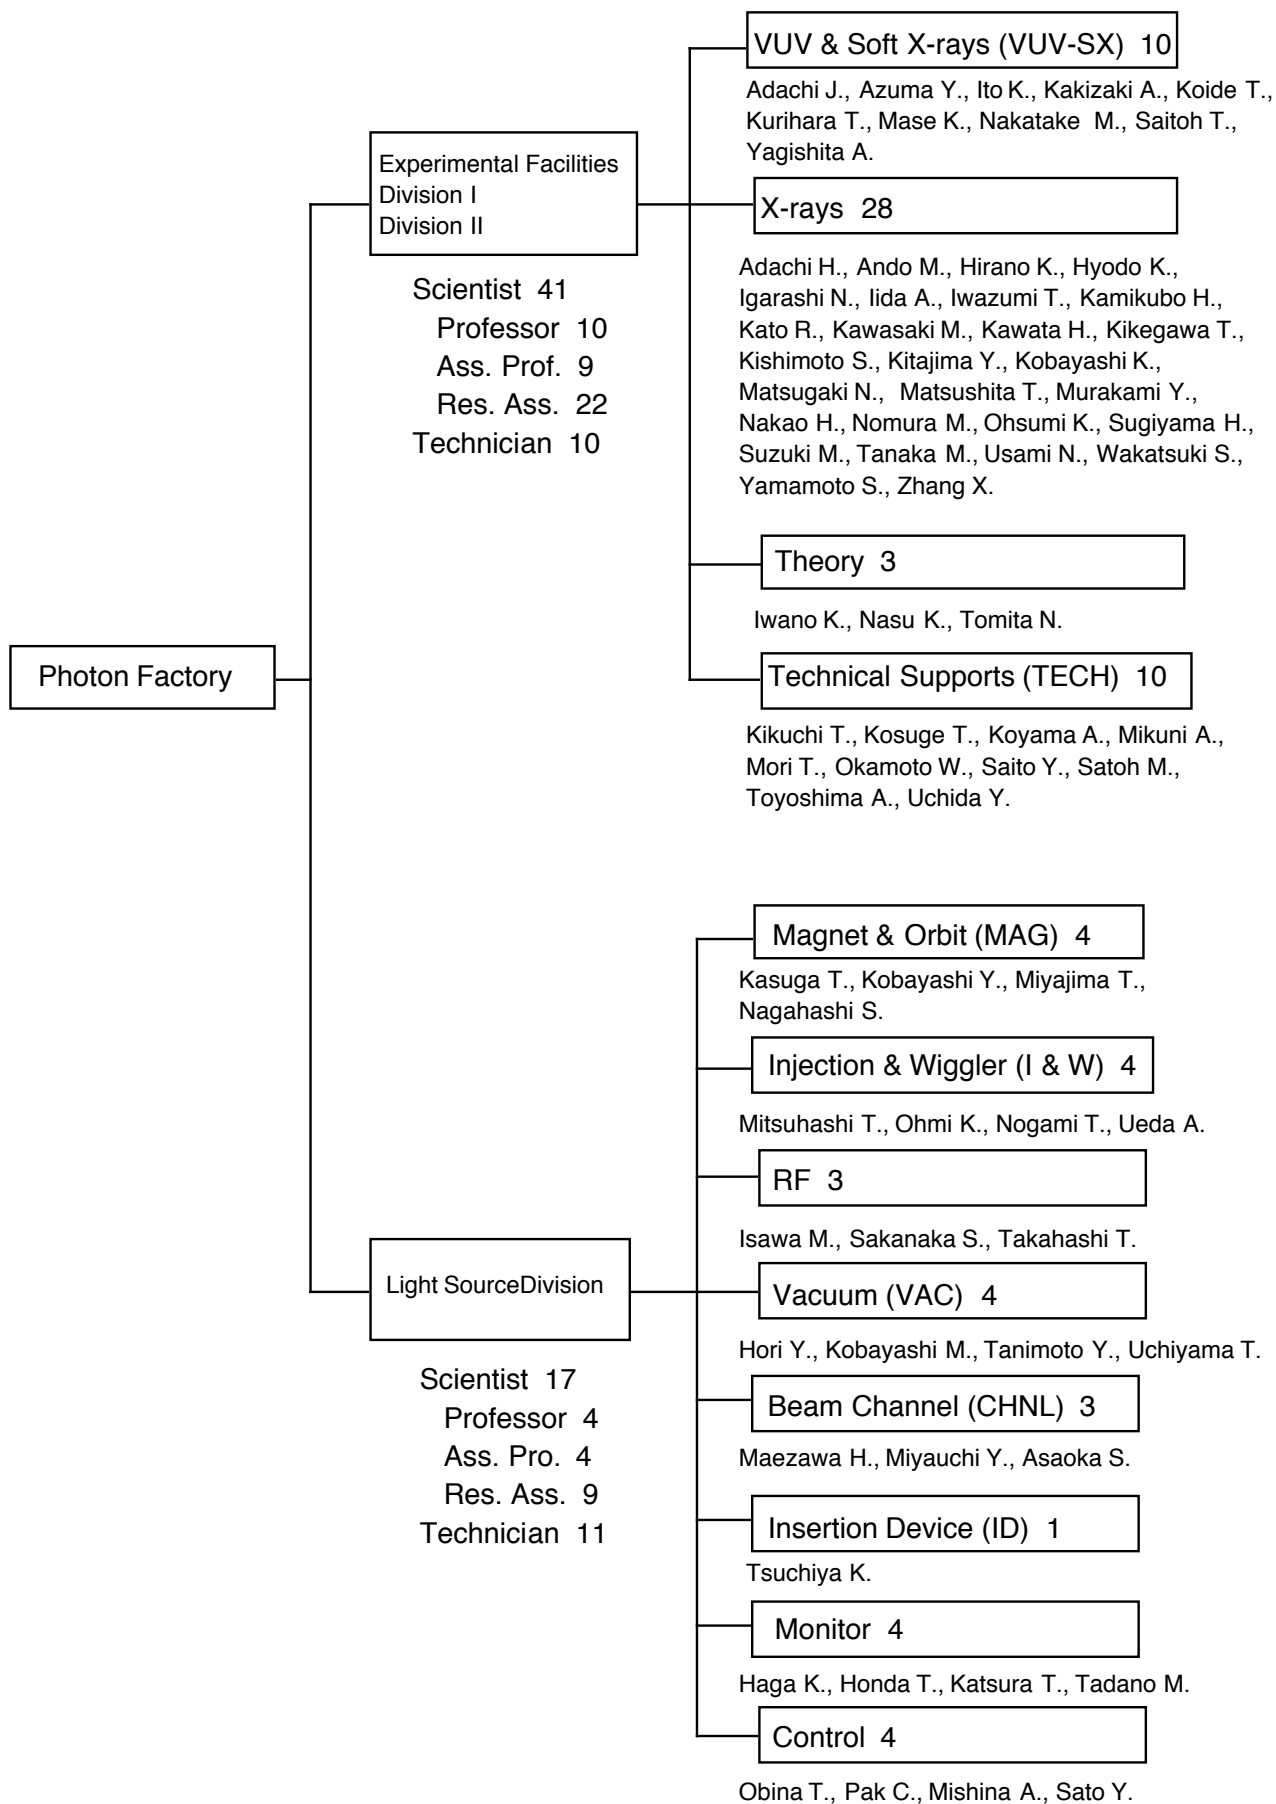 Photon Factory
Experimental Facilities
Division I
Division II
Scientist 41
Professor 10
Ass. Prof. 9
Res. Ass. 22
Technician 10
VUV & Soft X-rays (VUV-SX) 10
Adachi J., Azuma Y., Ito K., Kakizaki A., Koide T.,
Kurihara T., Mase K., Nakatake M., Saitoh T.,
Yagishita A.
X-rays 28
Adachi H., Ando M., Hirano K., Hyodo K.,
Igarashi N., Iida A., Iwazumi T., Kamikubo H.,
Kato R., Kawasaki M., Kawata H., Kikegawa T.,
Kishimoto S., Kitajima Y., Kobayashi K.,
Matsugaki N., Matsushita T., Murakami Y.,
Nakao H., Nomura M., Ohsumi K., Sugiyama H.,
Suzuki M., Tanaka M., Usami N., Wakatsuki S.,
Yamamoto S., Zhang X.
Theory 3
Iwano K., Nasu K., Tomita N.
Technical Supports (TECH) 10
Kikuchi T., Kosuge T., Koyama A., Mikuni A.,
Mori T., Okamoto W., Saito Y., Satoh M.,
Toyoshima A., Uchida Y.
Light SourceDivision
Scientist 17
Professor 4
Ass. Pro. 4
Res. Ass. 9
Technician 11
Magnet & Orbit (MAG) 4
Kasuga T., Kobayashi Y., Miyajima T.,
Nagahashi S.
Injection & Wiggler (I & W) 4
Mitsuhashi T., Ohmi K., Nogami T., Ueda A.
RF 3
Isawa M., Sakanaka S., Takahashi T.
Vacuum (VAC) 4
Hori Y., Kobayashi M., Tanimoto Y., Uchiyama T.
Beam Channel (CHNL) 3
Maezawa H., Miyauchi Y., Asaoka S.
Insertion Device (ID) 1
Tsuchiya K.
Monitor 4
Haga K., Honda T., Katsura T., Tadano M.
Control 4
Obina T., Pak C., Mishina A., Sato Y.